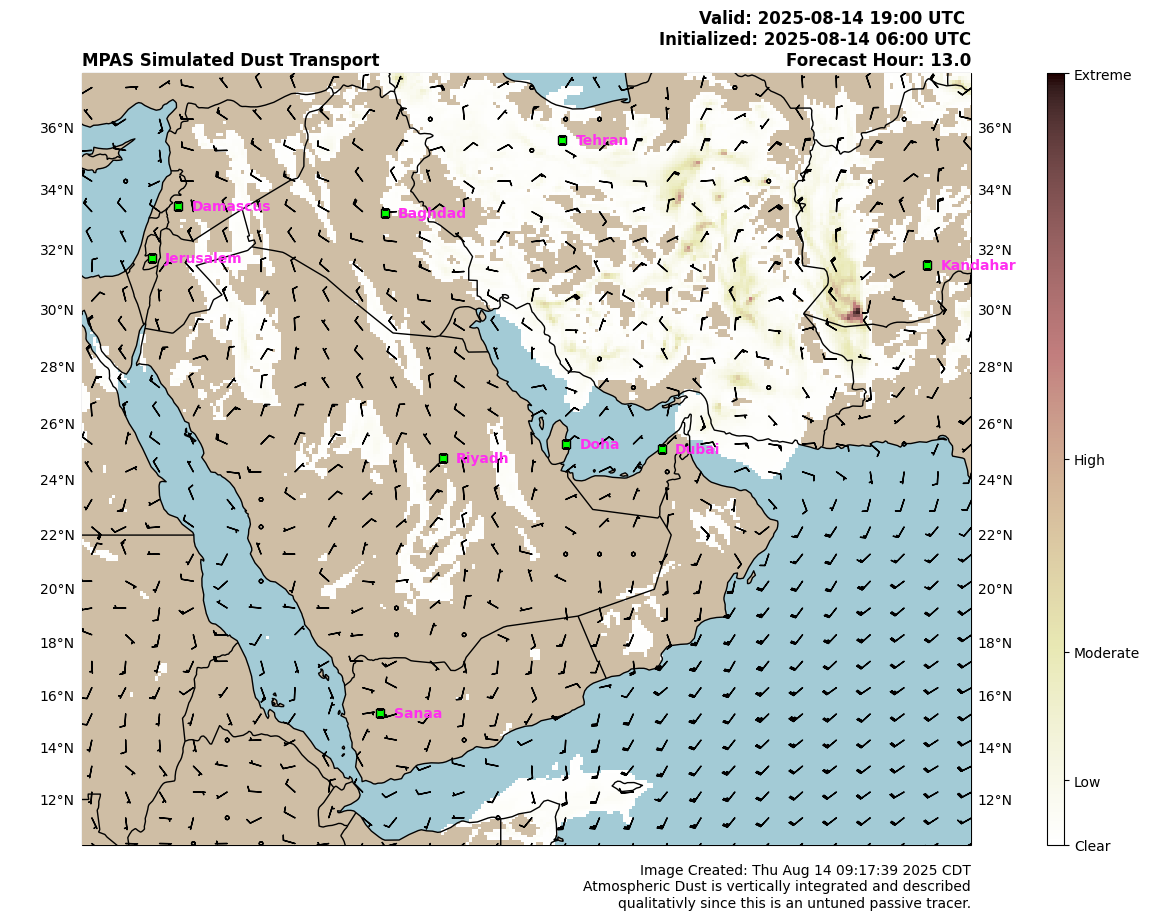 Valid: 2025-08-14 19:00 UTC
Initialized: 2025-08-14 06:00 UTC
MPAS Simulated Dust Transport Forecast Hour: 13.0
Extreme
36°N Tehran 36°N
34°N Damascus Baghdad 34°N
32°N Jerusalem Kandahar 32°N
30°N 30°N
28°N 28°N
26°N Doha Dubai 26°N
High
24°N Riyadh 24°N
22°N 22°N
20°N 20°N
18°N 18°N
Moderate
16°N Sanaa 16°N
14°N 14°N
Low
12°N 12°N
Clear
Image Created: Thu Aug 14 09:17:39 2025 CDT
Atmospheric Dust is vertically integrated and described
qualitativly since this is an untuned passive tracer.